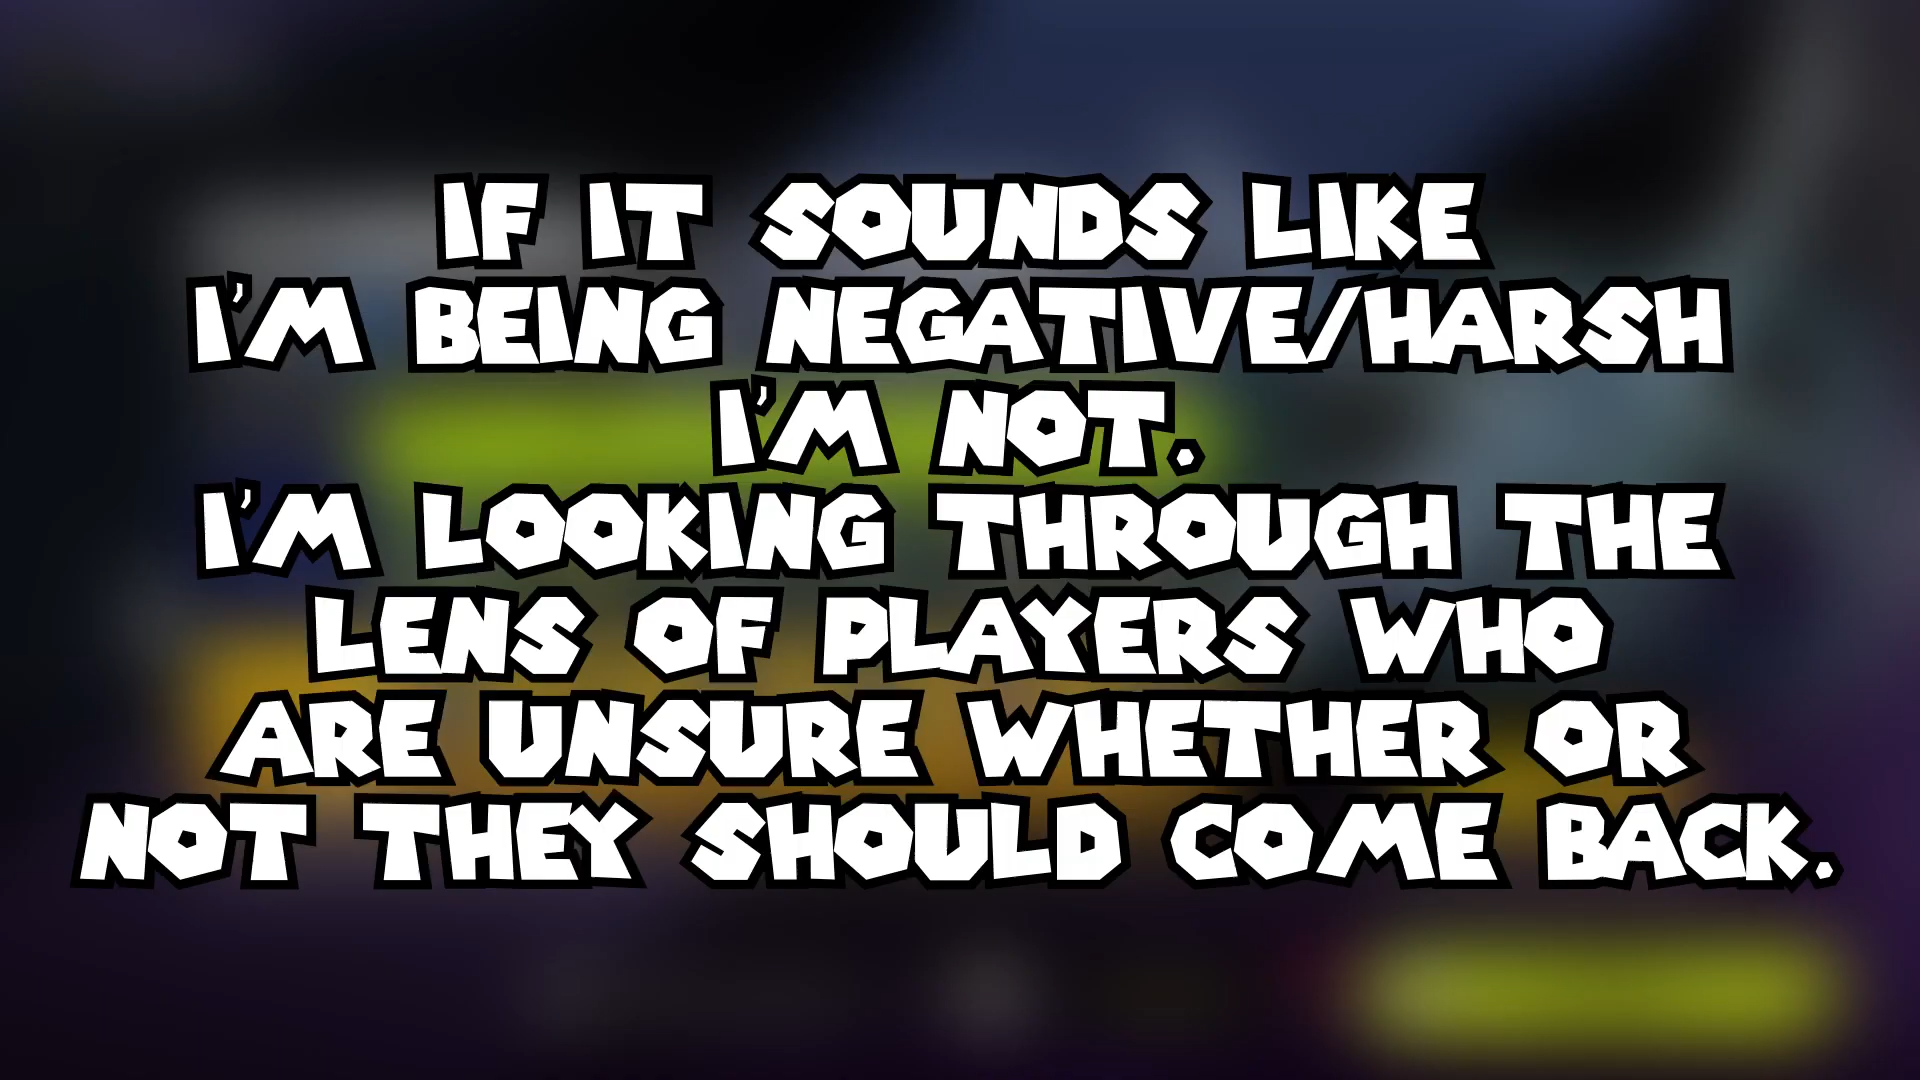 IF IT SOUNDS LIKE
I'M BEING NEGATIVE/HARSH
I'M NOT.
I'M LOOKING THROUGH THE
LENS OF PLAYERS WHO
ARE UNSURE WHETHER OR
NOT THEY SHOULD COME BACK.